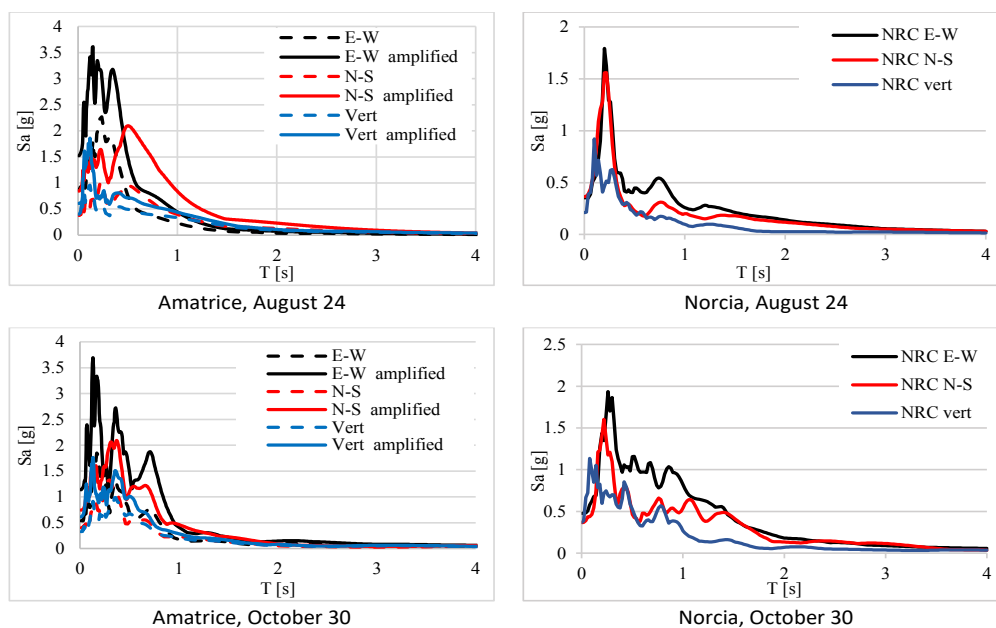 Sa [g]
4
3.5
3
2.5
2
1.5
1
0.5
0
0 1 2 3 4
T [s]
E-W
E-W amplified
N-S
N-S amplified
Vert
Vert amplified
Amatrice, August 24
Sa [g]
2
1.5
1
0.5
0
0 1 2 3 4
T [s]
NRC E-W
NRC N-S
NRC vert
Norcia, August 24
Sa [g]
4
3.5
3
2.5
2
1.5
1
0.5
0
0 1 2 3 4
T [s]
E-W
E-W amplified
N-S
N-S amplified
Vert
Vert amplified
Amatrice, October 30
Sa [g]
2.5
2
1.5
1
0.5
0
0 1 2 3 4
T [s]
NRC E-W
NRC N-S
NRC vert
Norcia, October 30